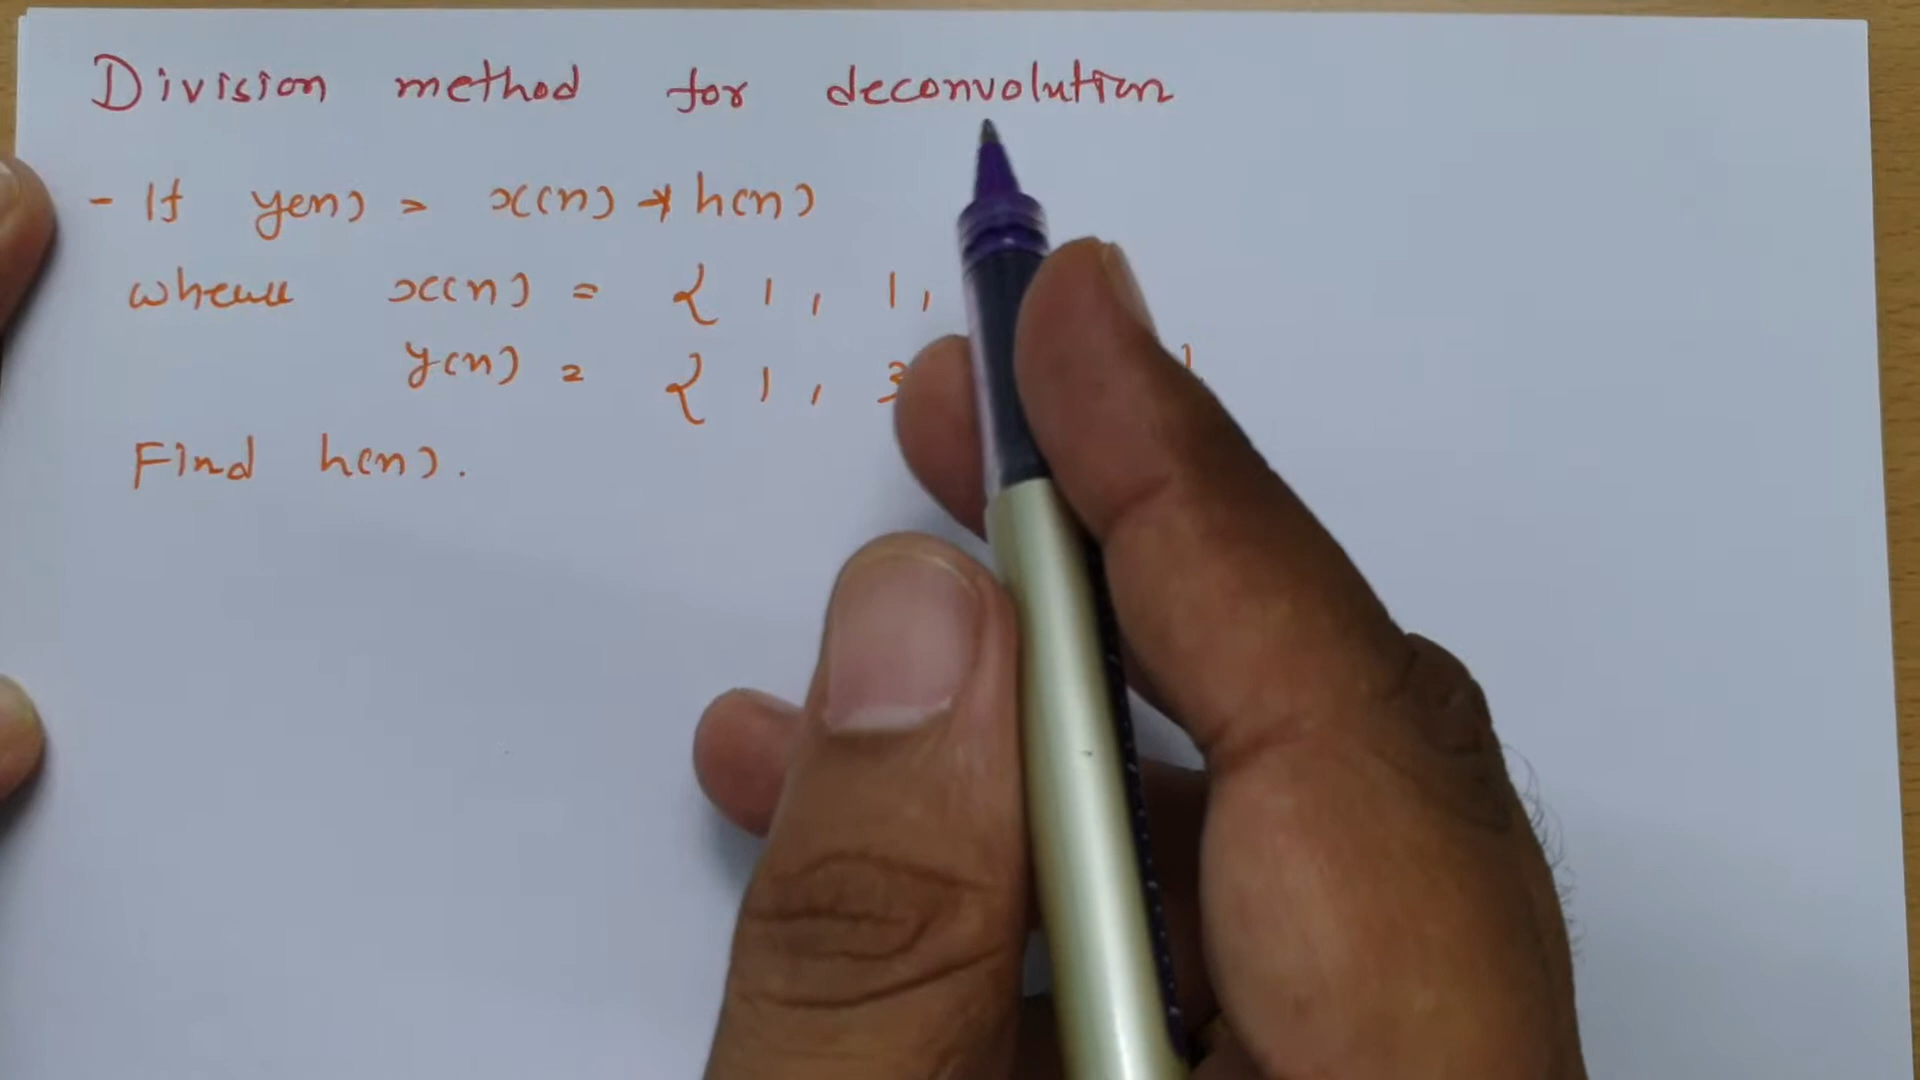 Division method for deconvolution
- If y(n) = x(n) * h(n)
where x(n) = { 1, 1,
y(n) = { 1, 3
Find h(n).